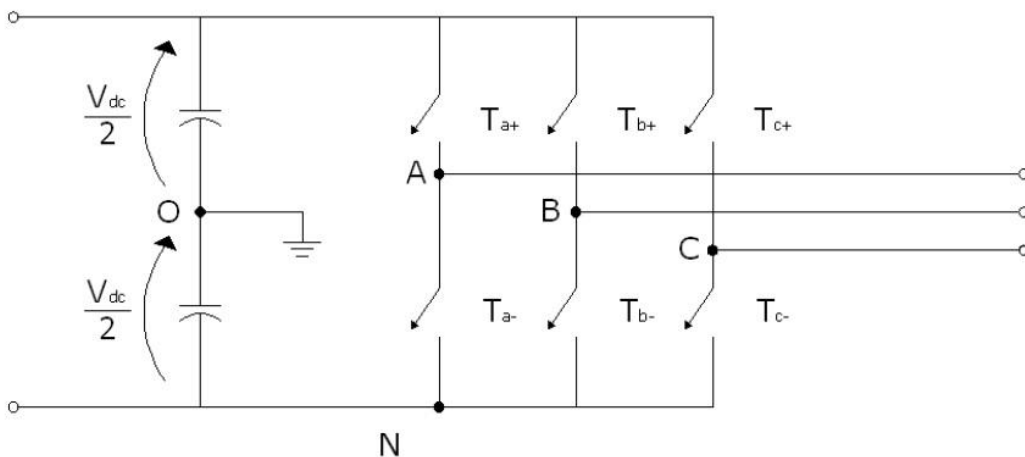 Vdc
2
Ta+
Tb+
Tc+
A
O
B
C
Vdc
2
Ta-
Tb-
Tc-
N